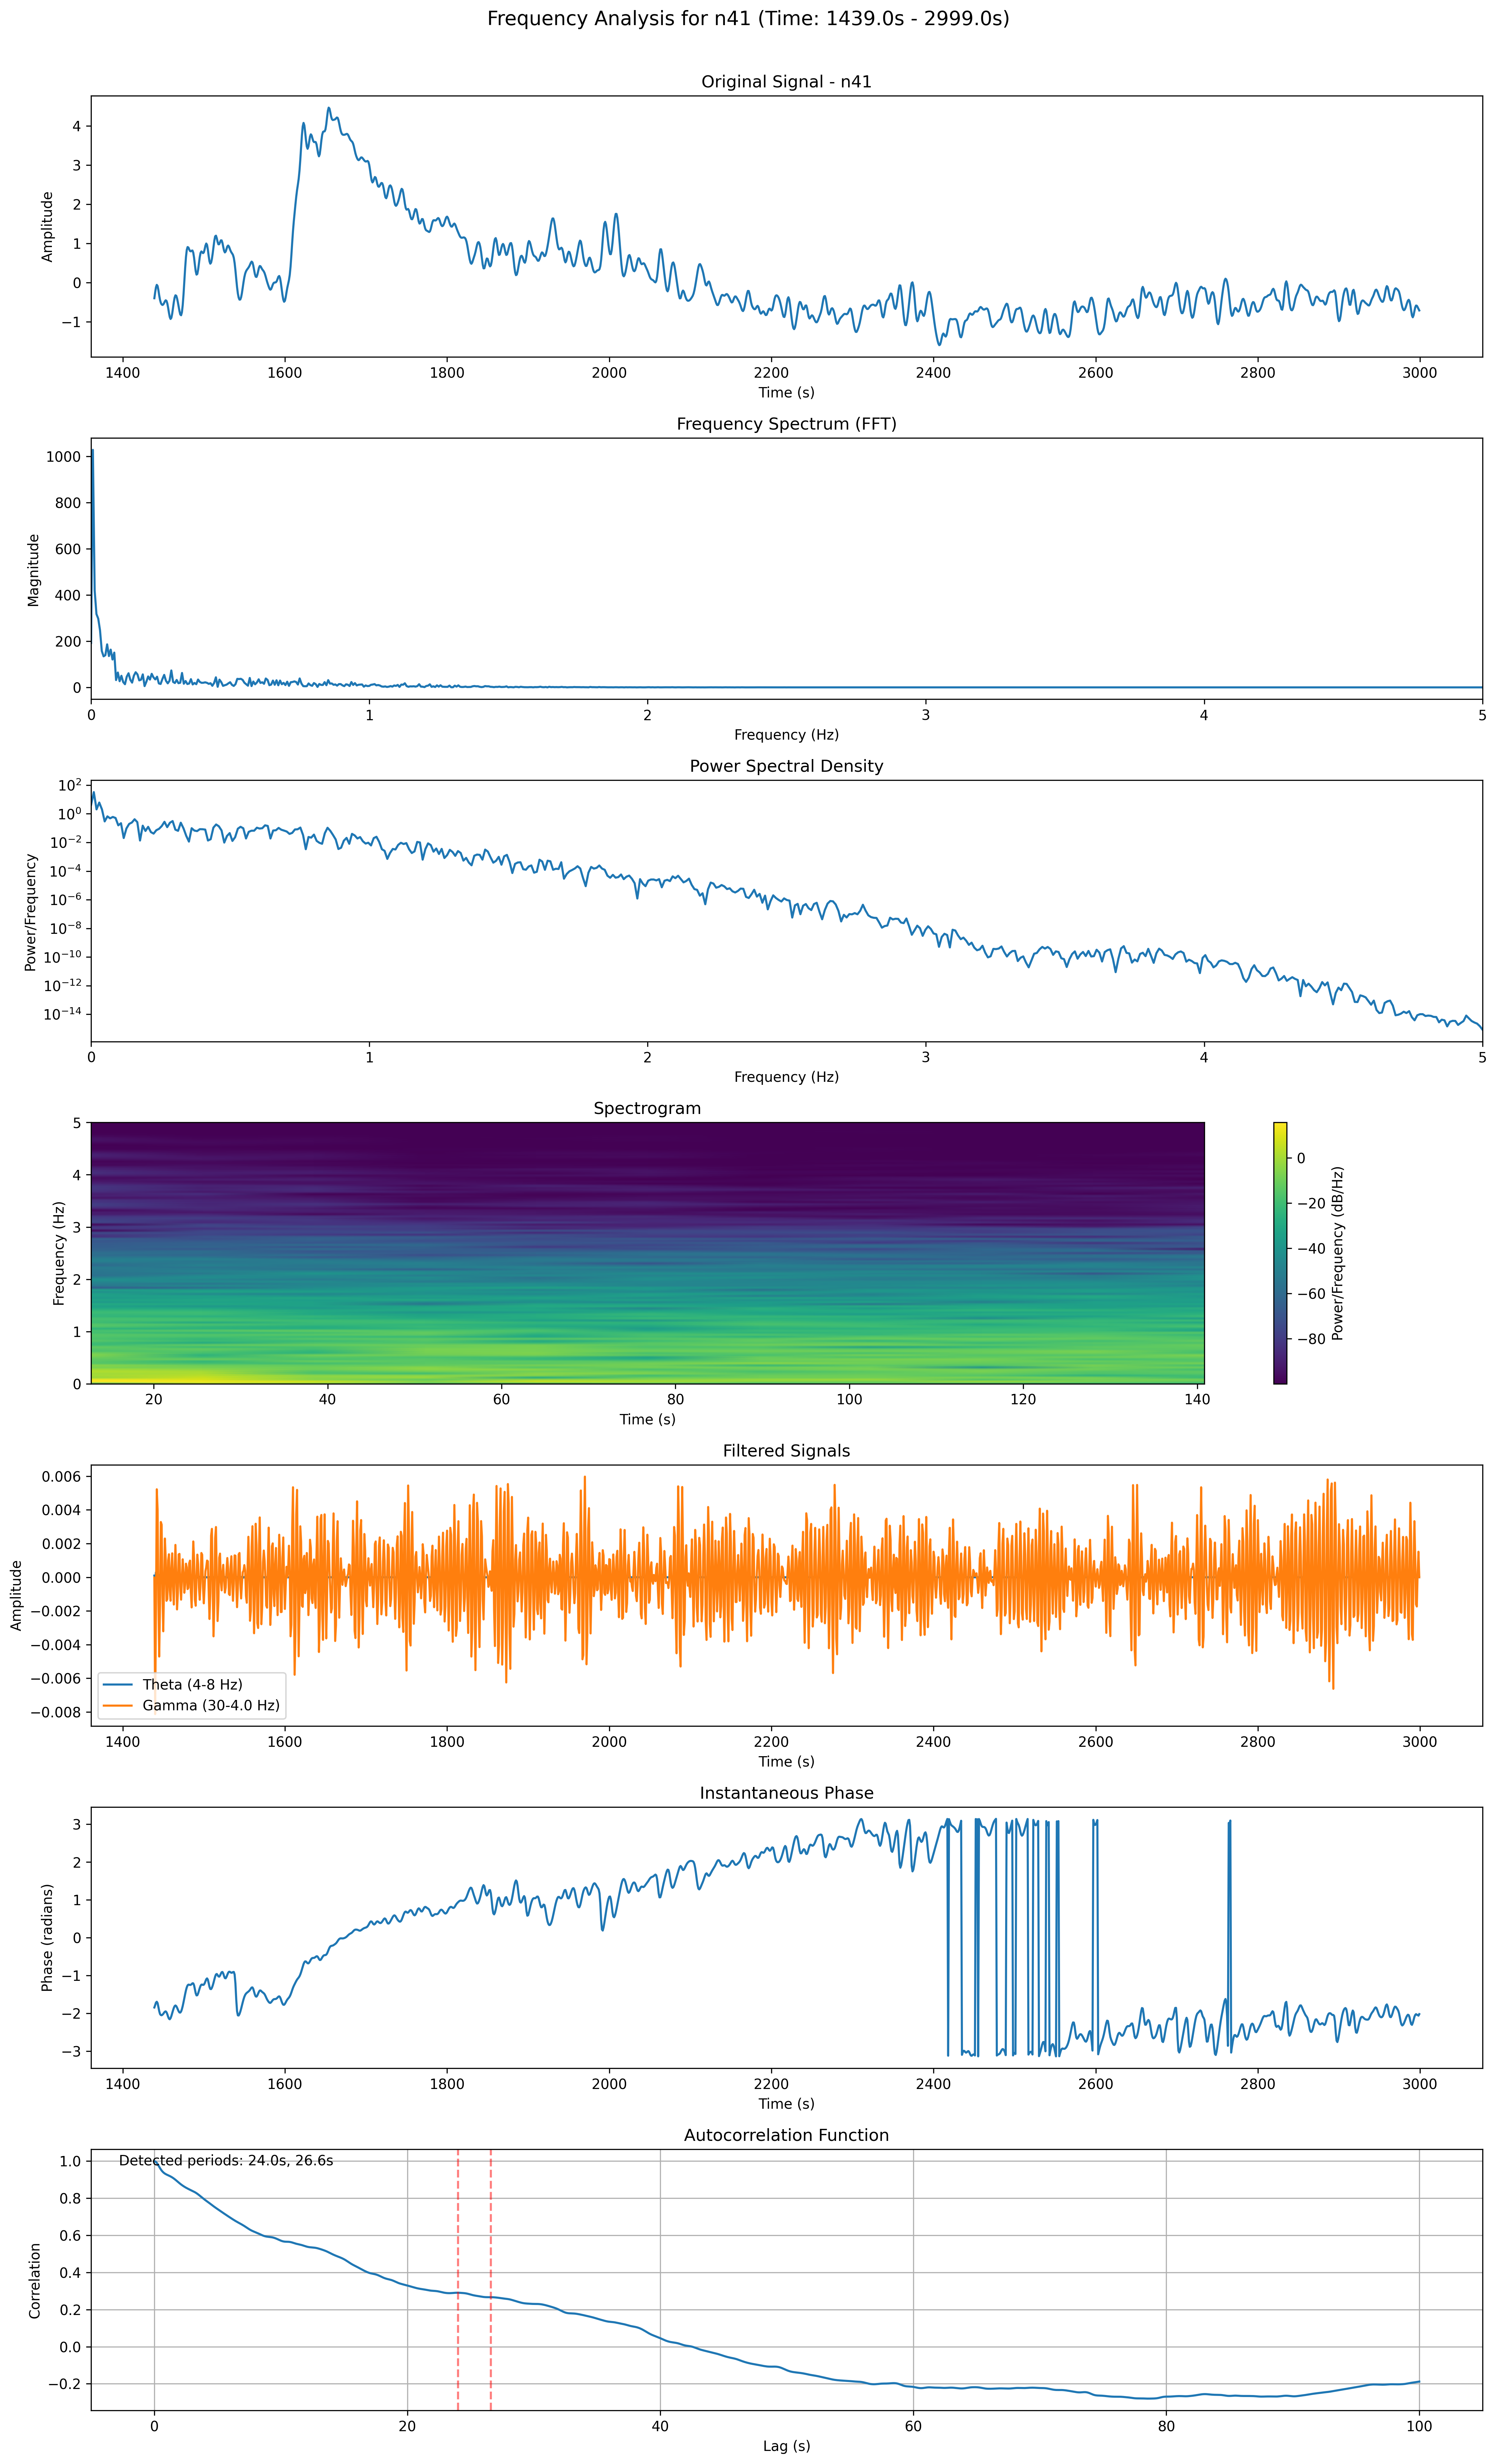 Frequency Analysis for n41 (Time: 1439.0s - 2999.0s)
Original Signal - n41
Amplitude
4
3
2
1
0
−1
1400 1600 1800 2000 2200 2400 2600 2800 3000
Time (s)
Frequency Spectrum (FFT)
Magnitude
1000
800
600
400
200
0
0 1 2 3 4 5
Frequency (Hz)
Power Spectral Density
Power/Frequency
10²
10⁰
10⁻²
10⁻⁴
10⁻⁶
10⁻⁸
10⁻¹⁰
10⁻¹²
10⁻¹⁴
0 1 2 3 4 5
Frequency (Hz)
Spectrogram
Frequency (Hz)
5
4
3
2
1
0
20 40 60 80 100 120 140
Time (s)
0
−20
−40
−60
−80
Power/Frequency (dB/Hz)
Filtered Signals
Amplitude
0.006
0.004
0.002
0.000
−0.002
−0.004
−0.006
−0.008
Theta (4-8 Hz)
Gamma (30-4.0 Hz)
1400 1600 1800 2000 2200 2400 2600 2800 3000
Time (s)
Instantaneous Phase
Phase (radians)
3
2
1
0
−1
−2
−3
1400 1600 1800 2000 2200 2400 2600 2800 3000
Time (s)
Autocorrelation Function
Detected periods: 24.0s, 26.6s
Correlation
1.0
0.8
0.6
0.4
0.2
0.0
−0.2
0 20 40 60 80 100
Lag (s)